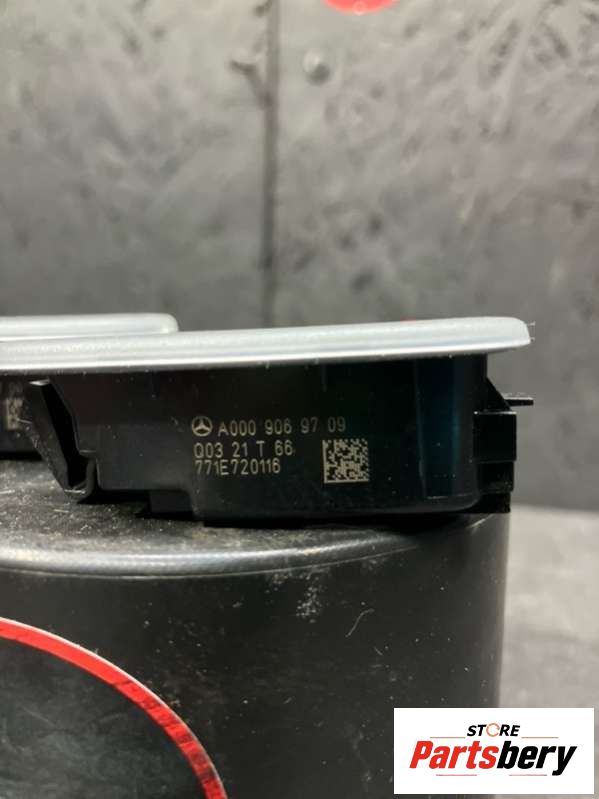 A000 906 97 09
Q03 21 T 66
771E720116
STORE
Partsbery